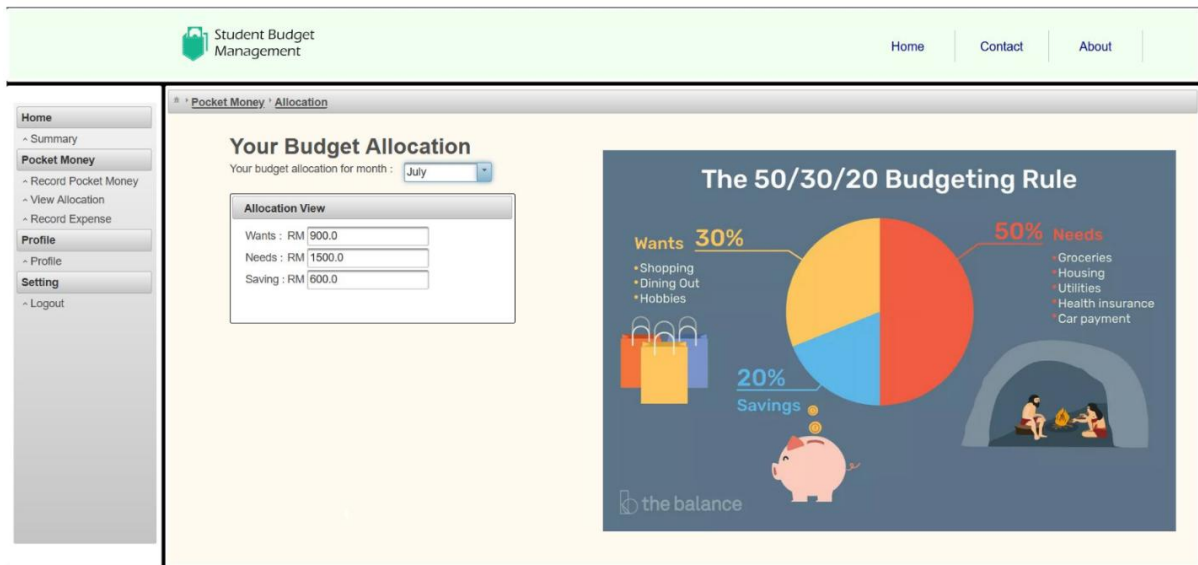 Student Budget
Management
Home
Contact
About
Pocket Money
Allocation
Home
Summary
Pocket Money
Record Pocket Money
View Allocation
Record Expense
Profile
Profile
Setting
Logout
Your Budget Allocation
Your budget allocation for month : July
Allocation View
Wants : RM 900.0
Needs : RM 1500.0
Saving : RM 600.0
The 50/30/20 Budgeting Rule
Wants 30%
•Shopping
•Dining Out
•Hobbies
50% Needs
•Groceries
•Housing
•Utilities
•Health insurance
•Car payment
20%
Savings
the balance